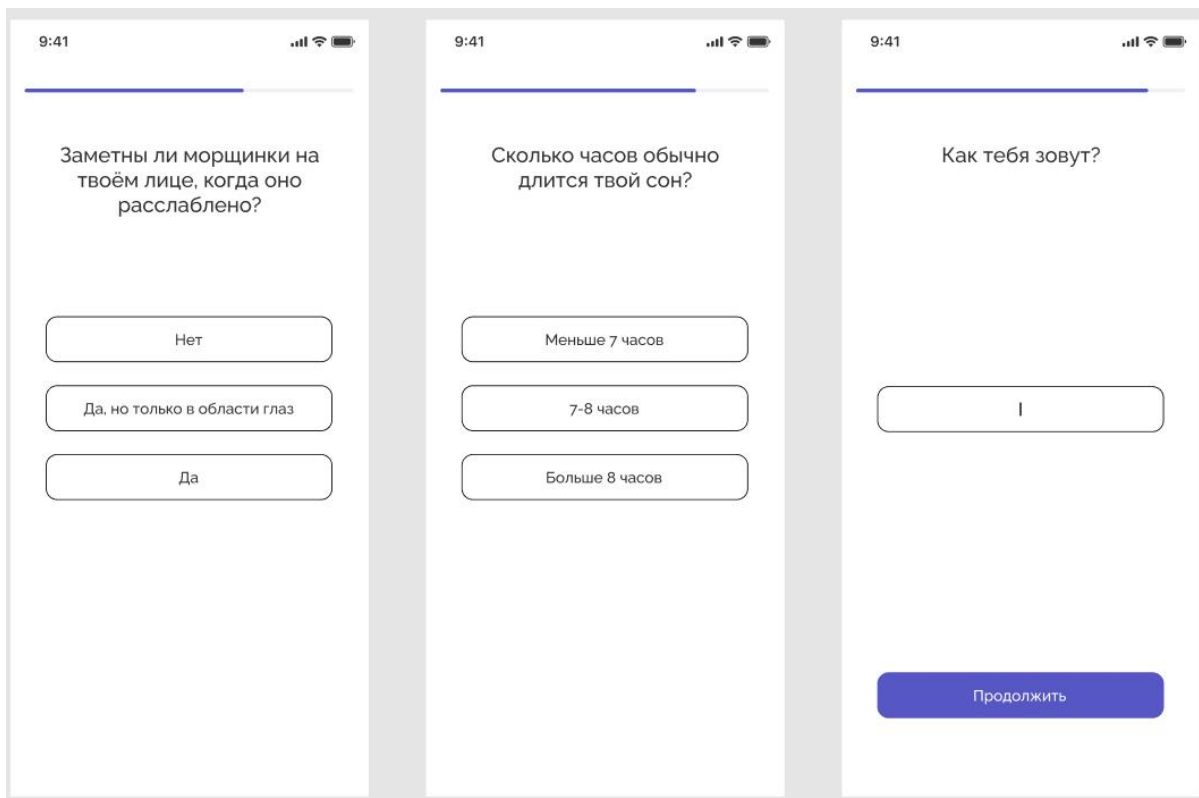 9:41
Заметны ли морщинки на
твоём лице, когда оно
расслаблено?
Нет
Да, но только в области глаз
Да
9:41
Сколько часов обычно
длится твой сон?
Меньше 7 часов
7-8 часов
Больше 8 часов
9:41
Как тебя зовут?
Продолжить